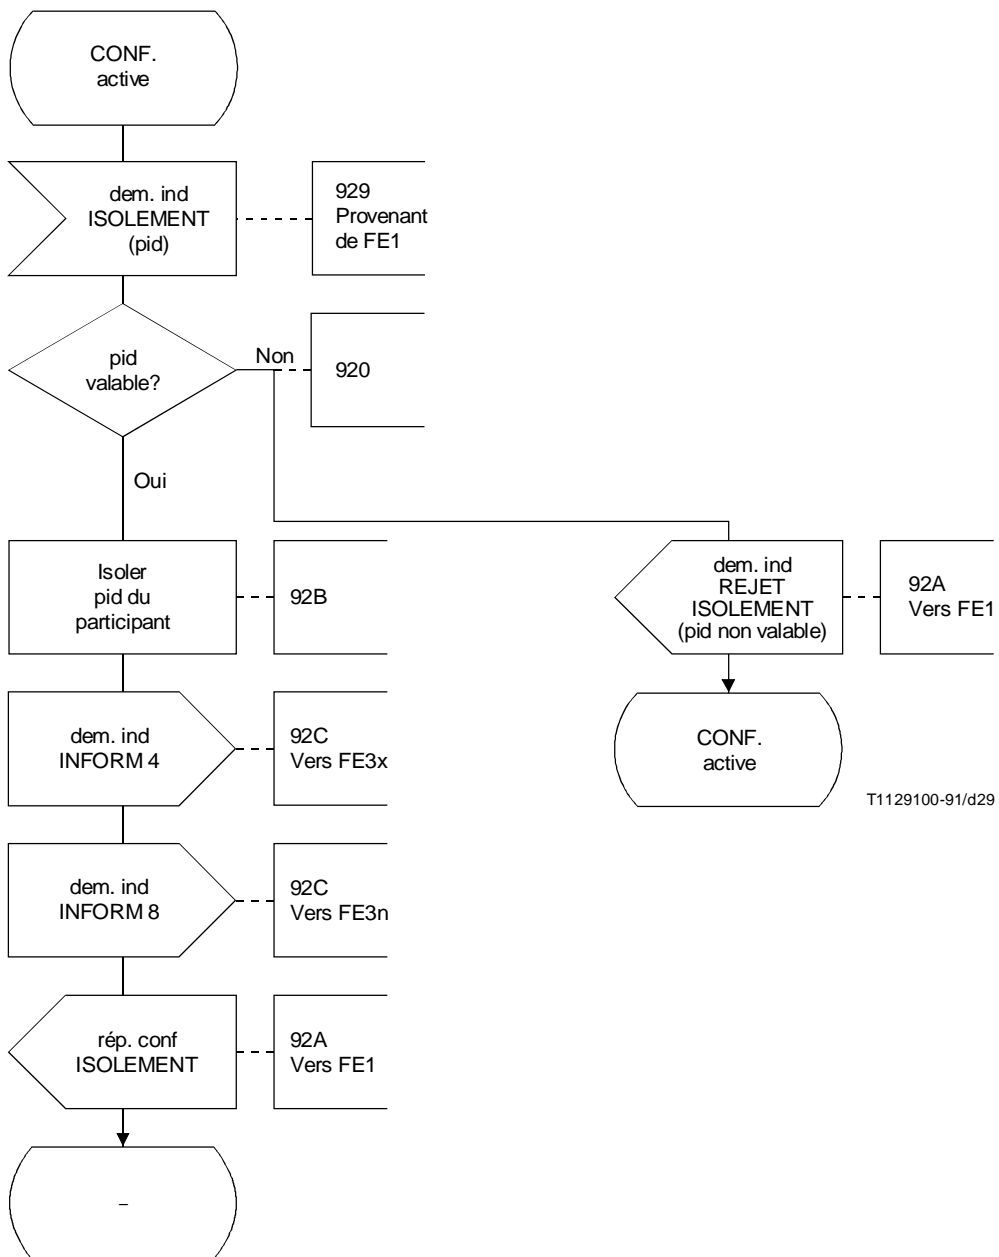 CONF.
active
dem. ind
ISOLEMENT
(pid)
929
Provenant
de FE1
pid
valable?
Non
920
Oui
Isoler
pid du
participant
92B
dem. ind
REJET
ISOLEMENT
(pid non valable)
92A
Vers FE1
dem. ind
INFORM 4
92C
Vers FE3x
CONF.
active
T1129100-91/d29
dem. ind
INFORM 8
92C
Vers FE3n
rép. conf
ISOLEMENT
92A
Vers FE1
–